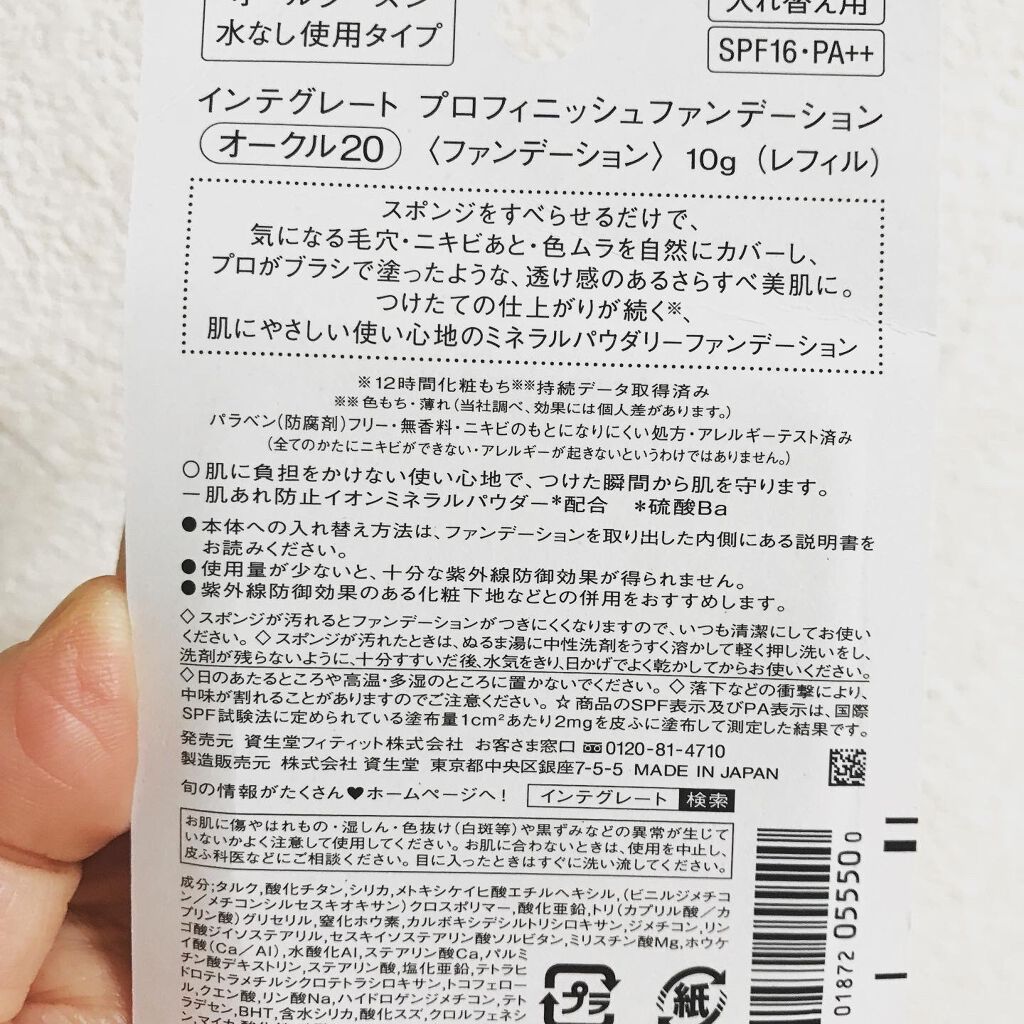 オールシーズン
入れ替え用
水なし使用タイプ
SPF16・PA++
インテグレート プロフィニッシュファンデーション
オークル20 〈ファンデーション〉 10g (レフィル)
スポンジをすべらせるだけで、
気になる毛穴・ニキビあと・色ムラを自然にカバーし、
プロがブラシで塗ったような、透け感のあるさらすべ美肌に。
つけたての仕上がりが続く※、
肌にやさしい使い心地のミネラルパウダリーファンデーション
※12時間化粧もち※※持続データ取得済み
※※色もち・薄れ(当社調べ、効果には個人差があります。)
パラベン(防腐剤)フリー・無香料・ニキビのもとになりにくい処方・アレルギーテスト済み
(全てのかたにニキビができない・アレルギーが起きないというわけではありません。)
○肌に負担をかけない使い心地で、つけた瞬間から肌を守ります。
ー肌あれ防止イオンミネラルパウダー*配合 *硫酸Ba
●本体への入れ替え方法は、ファンデーションを取り出した内側にある説明書を
お読みください。
●使用量が少ないと、十分な紫外線防御効果が得られません。
●紫外線防御効果のある化粧下地などとの併用をおすすめします。
◇スポンジが汚れるとファンデーションがつきにくくなりますので、いつも清潔にしてお使い
ください。◇スポンジが汚れたときは、ぬるま湯に中性洗剤をうすく溶かして軽く押し洗いをし、
洗剤が残らないように、十分すすいだ後、水気をきり、日かげでよく乾かしてからお使いください。
◇日のあたるところや高温・多湿のところに置かないでください。◇落下などの衝撃により、
中味が割れることがありますのでご注意ください。☆商品のSPF表示及びPA表示は、国際
SPF試験法に定められている塗布量1cm²あたり2mgを皮ふに塗布して測定した結果です。
発売元 資生堂フィティット株式会社 お客さま窓口 0120-81-4710
製造販売元 株式会社 資生堂 東京都中央区銀座7-5-5 MADE IN JAPAN
旬の情報がたくさん♥ホームページへ! インテグレート 検索
お肌に傷やはれもの・湿しん・色抜け(白斑等)や黒ずみなどの異常が生じて
いないかよく注意して使用してください。お肌に合わないときは、使用を中止し、
皮ふ科医などにご相談ください。目に入ったときはすぐに洗い流してください。
成分;タルク,酸化チタン,シリカ,メトキシケイヒ酸エチルヘキシル,(ビニルジメチコ
ン/メチコンシルセスキオキサン)クロスポリマー,酸化亜鉛,トリ(カプリル酸/カ
プリン酸)グリセリル,窒化ホウ素,カルボキシデシルトリシロキサン,ジメチコン,リン
ゴ酸ジイソステアリル,セスキイソステアリン酸ソルビタン,ミリスチン酸Mg,ホウケ
イ酸(Ca/Al),水酸化Al,ステアリン酸Ca,パルミ
チン酸デキストリン,ステアリン酸,塩化亜鉛,テトラヒ
ドロテトラメチルシクロテトラシロキサン,トコフェロー
ル,クエン酸,リン酸Na,ハイドロゲンジメチコン,テト
ラデセン,BHT,含水シリカ,酸化スズ,クロルフェネシ
プラ
紙
01872 05550 0